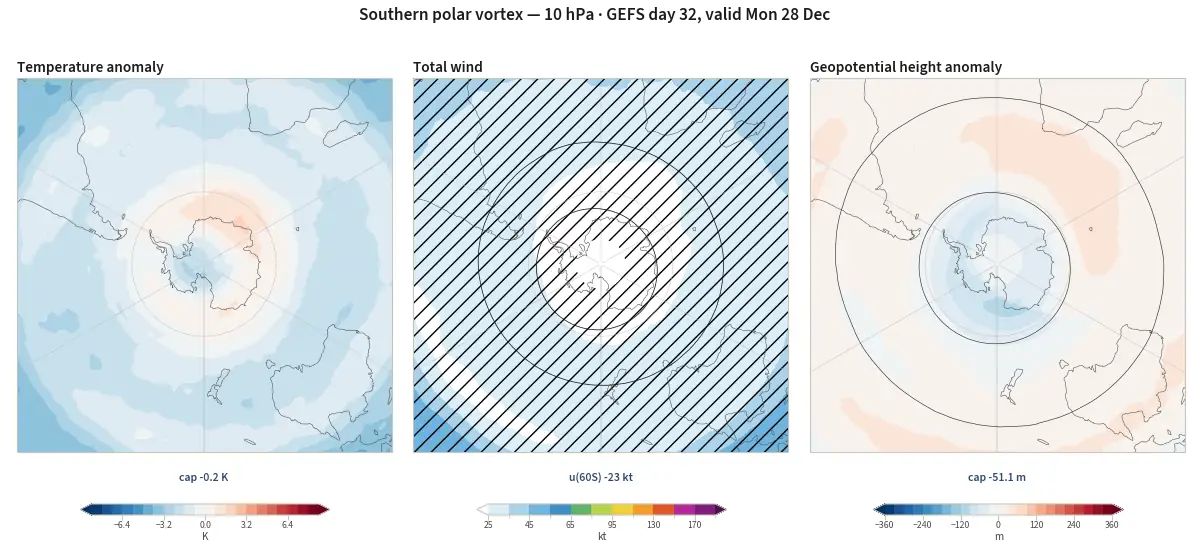 Southern polar vortex — 10 hPa · GEFS day 32, valid Mon 28 Dec
Temperature anomaly
Total wind
Geopotential height anomaly
cap -0.2 K
u(60S) -23 kt
cap -51.1 m
−6.4 −3.2 0.0 3.2 6.4
K
25 45 65 95 130 170
kt
−360 −240 −120 0 120 240 360
m